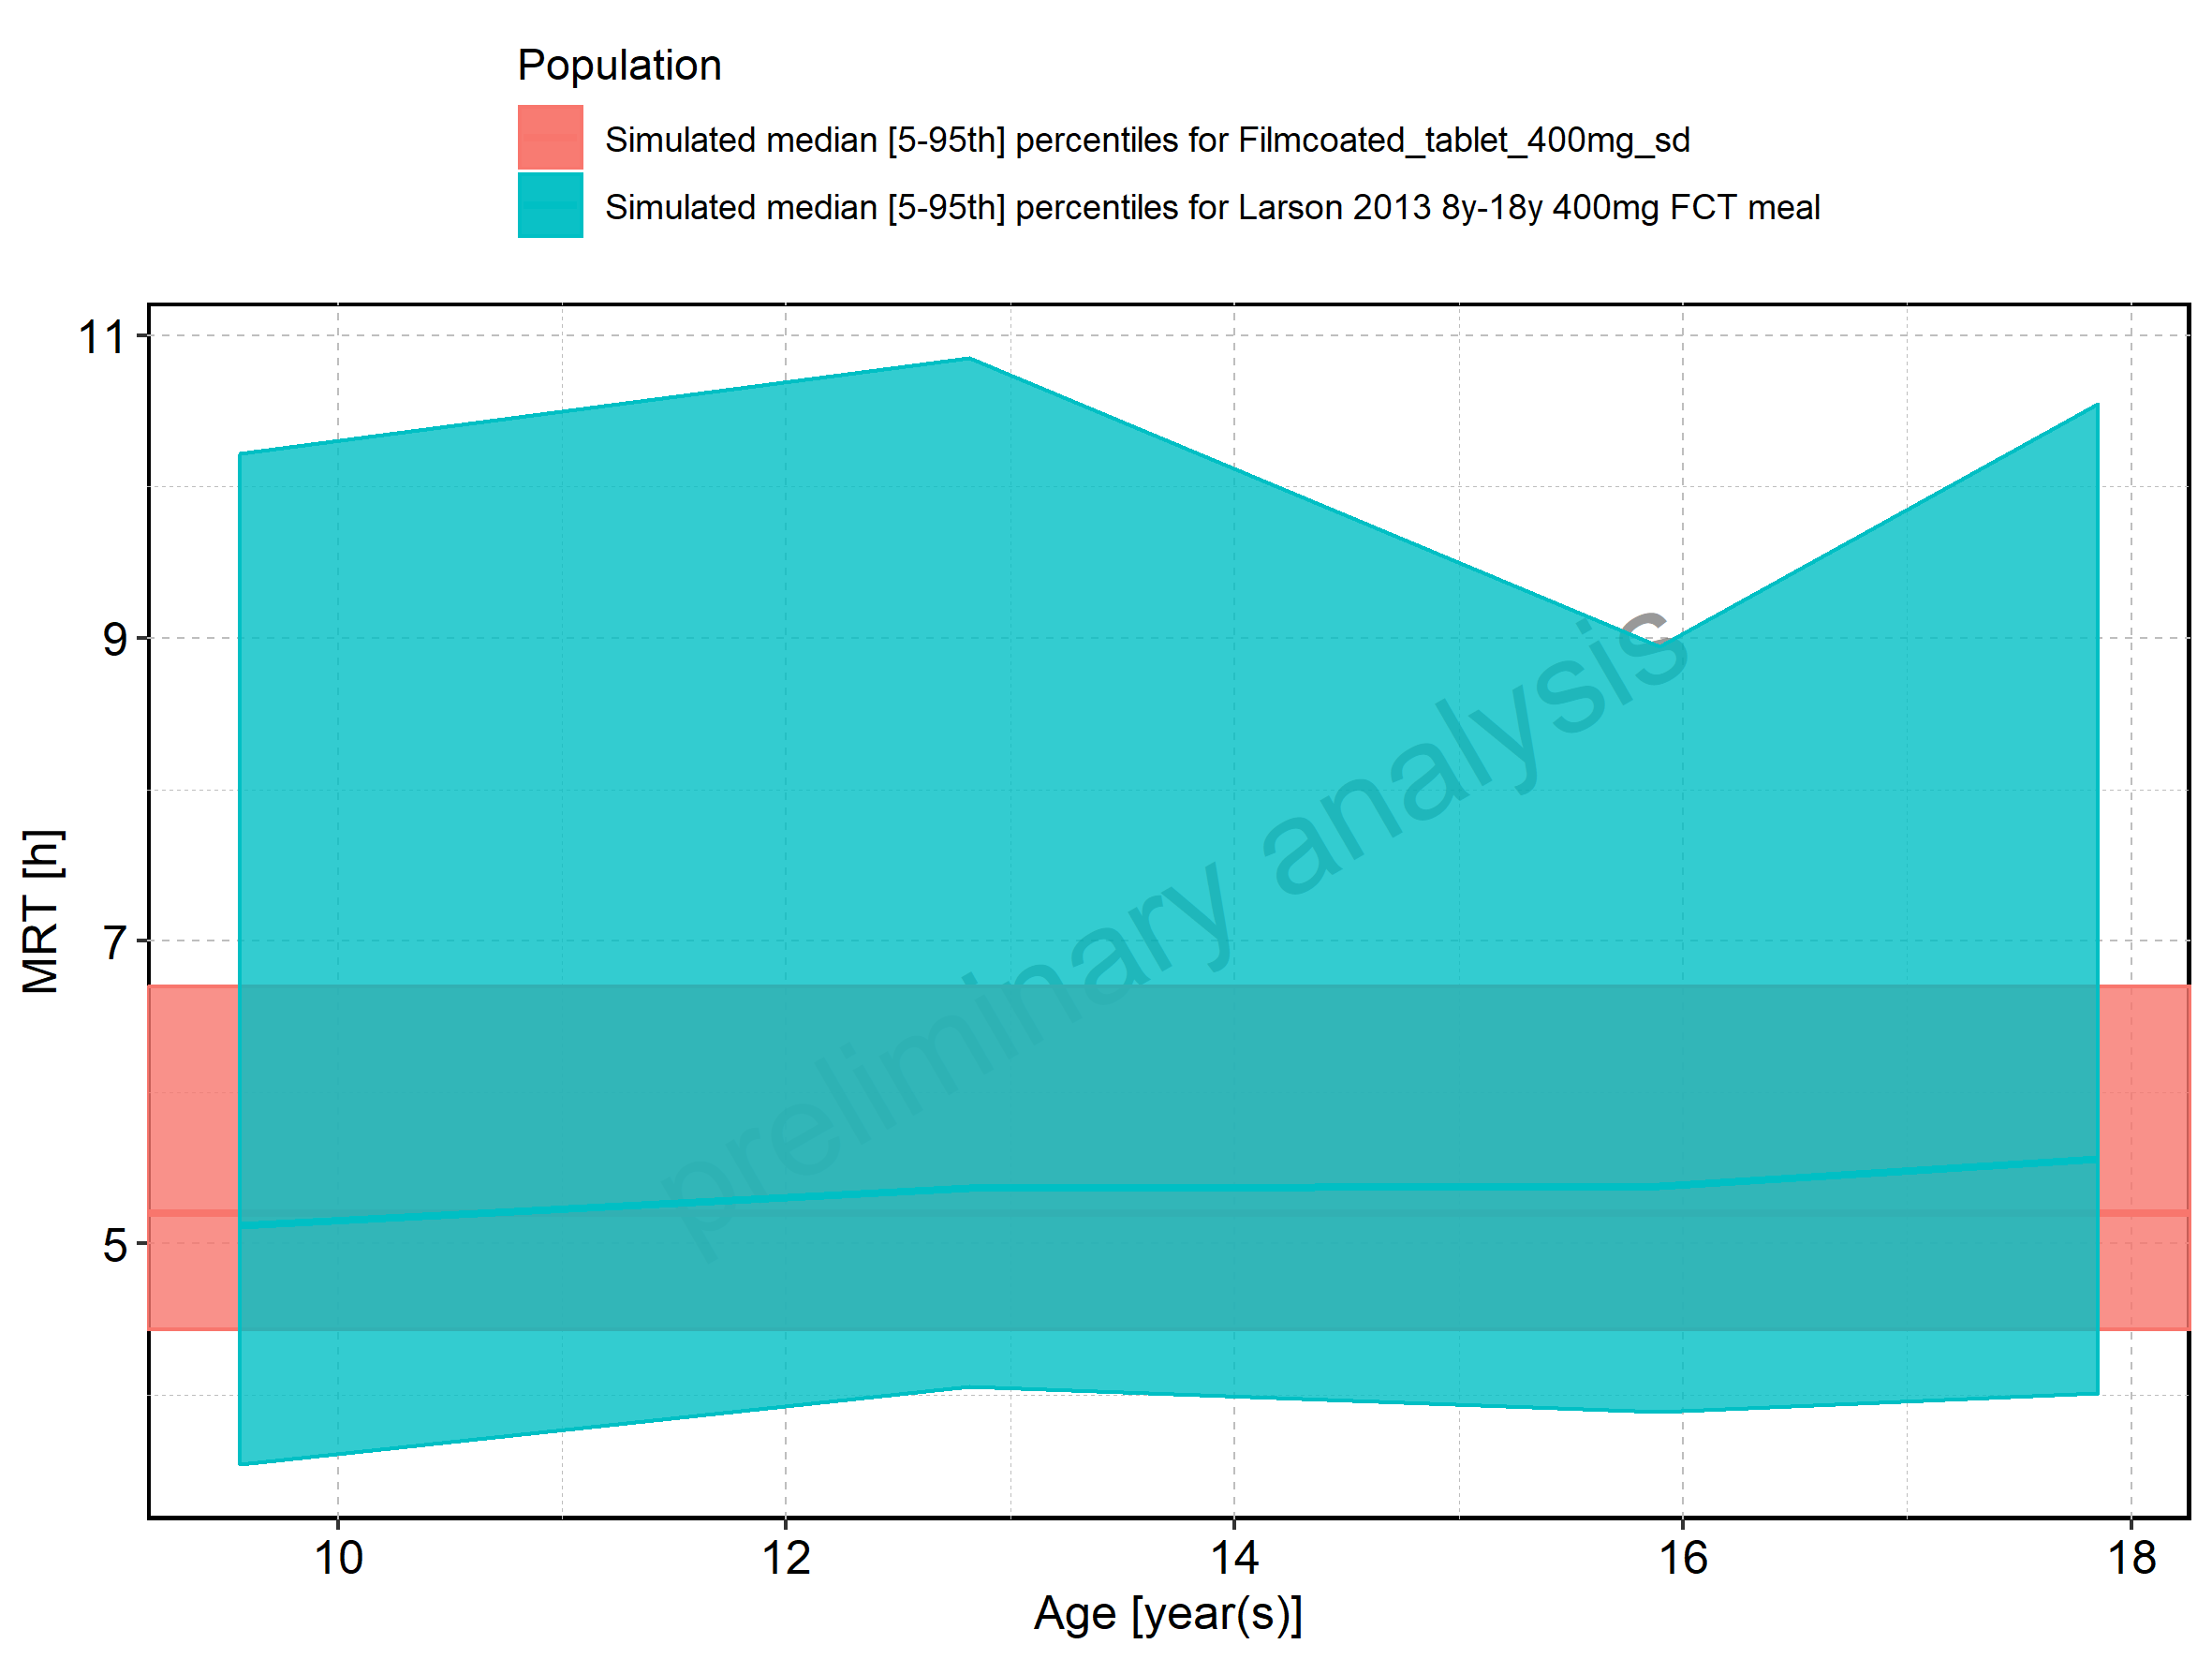 Population
Simulated median [5-95th] percentiles for Filmcoated_tablet_400mg_sd
Simulated median [5-95th] percentiles for Larson 2013 8y-18y 400mg FCT meal
11
9
7
5
MRT [h]
preliminary analysis
10 12 14 16 18
Age [year(s)]